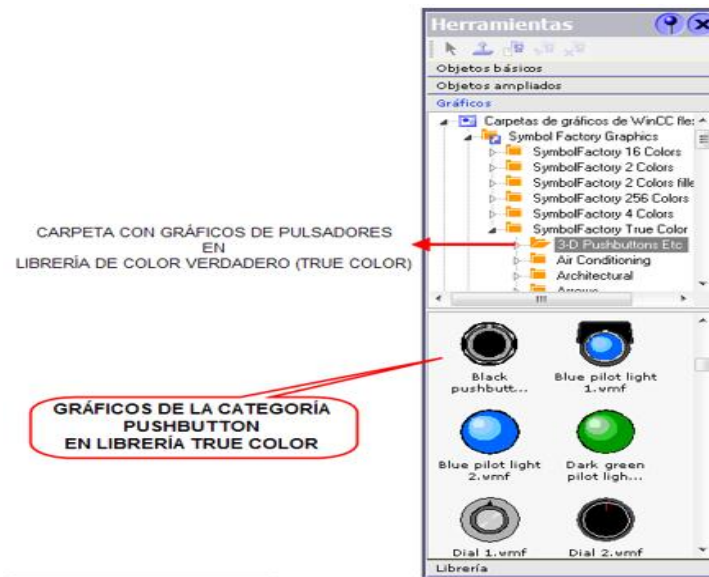 Herramientas
Objetos básicos
Objetos ampliados
Gráficos
Carpetas de gráficos de WinCC fle
Symbol Factory Graphics
SymbolFactory 16 Colors
SymbolFactory 2 Colors
SymbolFactory 2 Colors fille
SymbolFactory 256 Colors
SymbolFactory 4 Colors
SymbolFactory True Color
3-D Pushbuttons Etc
Air Conditioning
Architectural
Arrows
CARPETA CON GRÁFICOS DE PULSADORES
EN
LIBRERÍA DE COLOR VERDADERO (TRUE COLOR)
GRÁFICOS DE LA CATEGORÍA
PUSHBUTTON
EN LIBRERÍA TRUE COLOR
Black
pushbutt...
Blue pilot light
1.wmf
Blue pilot light
2.wmf
Dark green
pilot ligh...
Dial 1.wmf
Dial 2.wmf
Librería